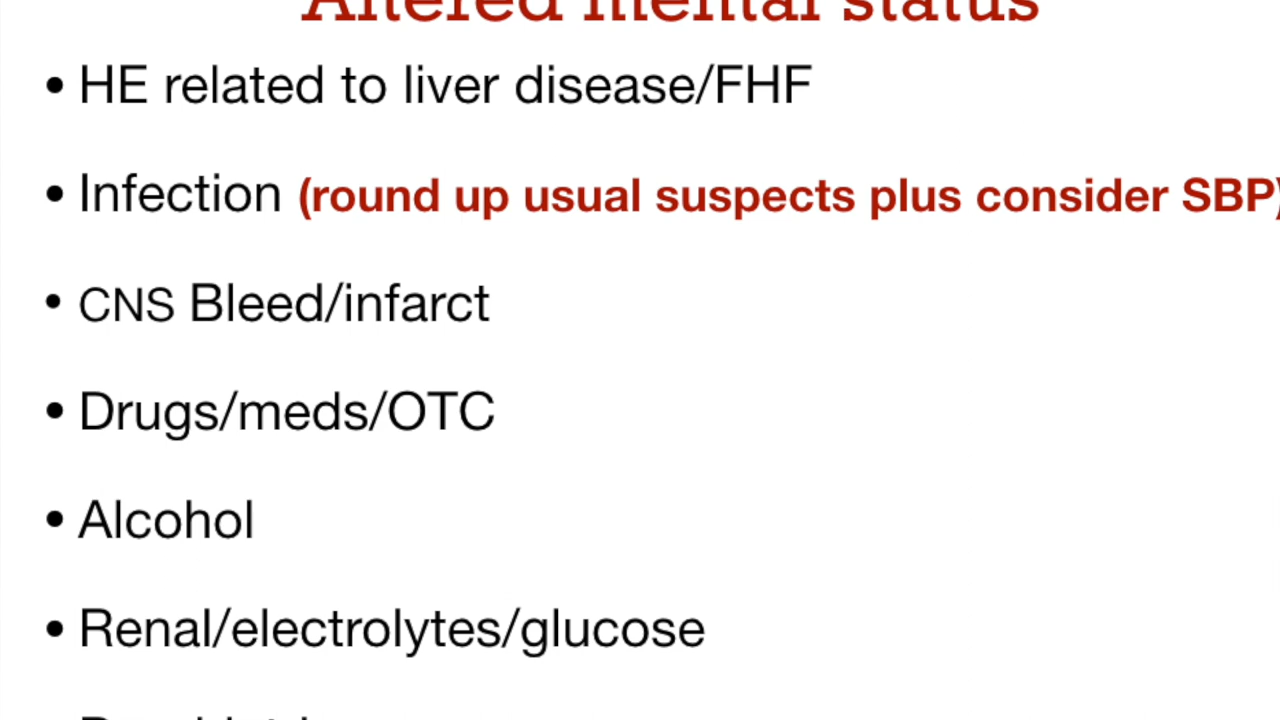 Altered mental status
• HE related to liver disease/FHF
• Infection (round up usual suspects plus consider SBP)
• CNS Bleed/infarct
• Drugs/meds/OTC
• Alcohol
• Renal/electrolytes/glucose